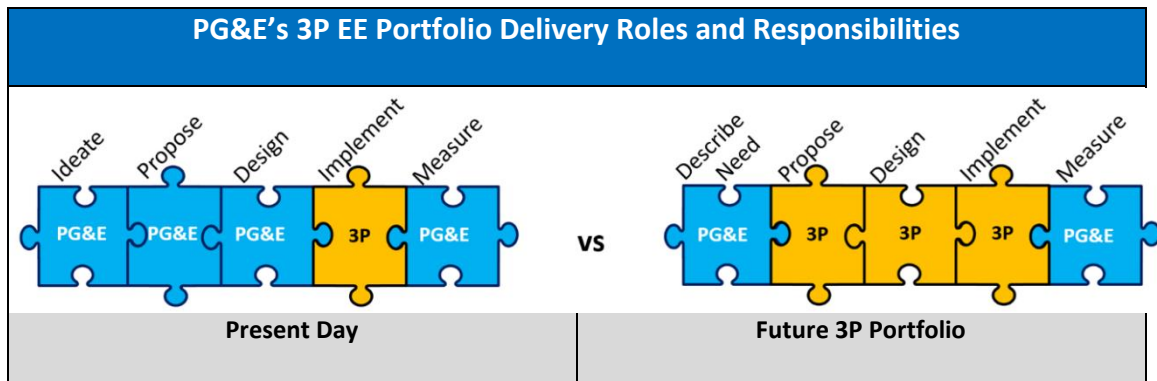 PG&E’s 3P EE Portfolio Delivery Roles and Responsibilities
Ideate
Propose
Design
Implement
Measure
PG&E
PG&E
PG&E
3P
PG&E
vs
Describe
Need
Propose
Design
Implement
Measure
PG&E
3P
3P
3P
PG&E
Present Day
Future 3P Portfolio